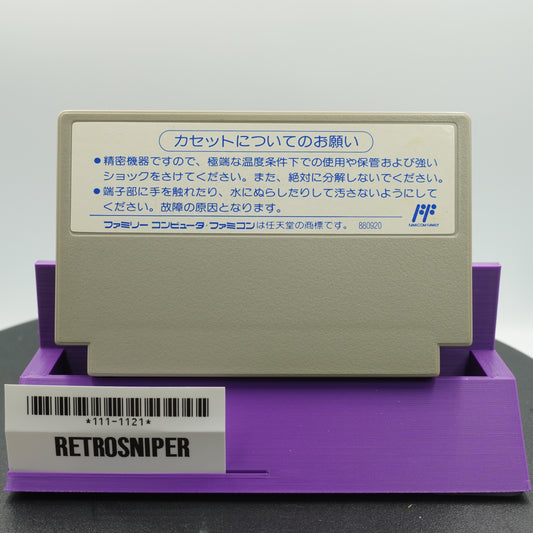 カセットについてのお願い
●精密機器ですので、極端な温度条件下での使用や保管および強い
ショックをさけてください。また、絶対に分解しないでください。
●端子部に手を触れたり、水にぬらしたりして汚さないようにして
ください。故障の原因となります。
ファミリー コンピュータ・ファミコンは任天堂の商標です。 880920
FAMICOM FAMILY
*111-1121*
RETROSNIPER